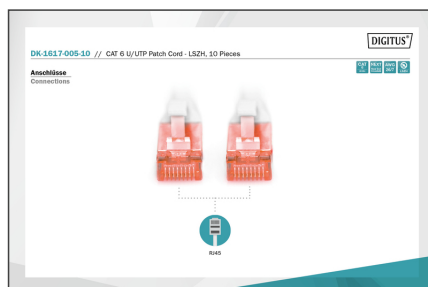 DIGITUS®
DK-1617-005-10 // CAT 6 U/UTP Patch Cord - LSZH, 10 Pieces
Anschlüsse
Connections
RJ45